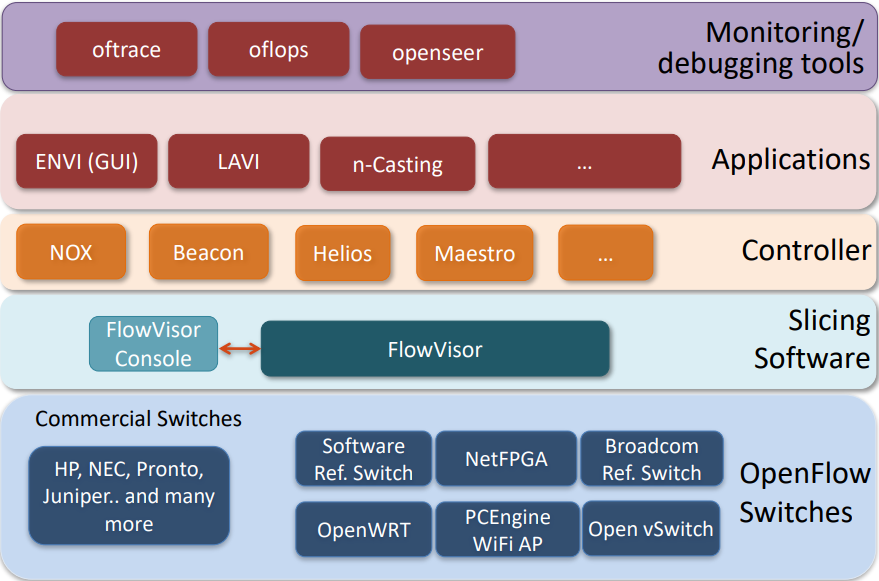 oftrace
oflops
openseer
Monitoring/
debugging tools
ENVI (GUI)
LAVI
n-Casting
...
Applications
NOX
Beacon
Helios
Maestro
...
Controller
FlowVisor
Console
FlowVisor
Slicing
Software
Commercial Switches
HP, NEC, Pronto,
Juniper.. and many
more
Software
Ref. Switch
NetFPGA
Broadcom
Ref. Switch
OpenWRT
PCEngine
WiFi AP
Open vSwitch
OpenFlow
Switches